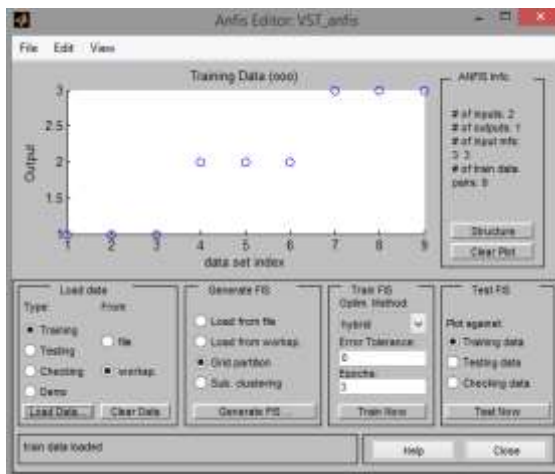 Anfis Editor: VST_anfis
File Edit View
Training Data (ooo)
3
2.5
2
1.5
1
Output
1 2 3 4 5 6 7 8 9
data set index
ANFIS Info.
# of inputs: 2
# of outputs: 1
# of input mfs:
3 3
# of train data
pairs: 9
Structure
Clear Plot
Load data
Type:
From:
Training
Testing
Checking
Demo
file
worksp.
Load Data...
Clear Data
Generate FIS
Load from file
Load from worksp.
Grid partition
Sub. clustering
Generate FIS
Train FIS
Optim. Method:
hybrid
Error Tolerance:
0
Epochs:
3
Train Now
Test FIS
Plot against:
Training data
Testing data
Checking data
Test Now
train data loaded
Help
Close